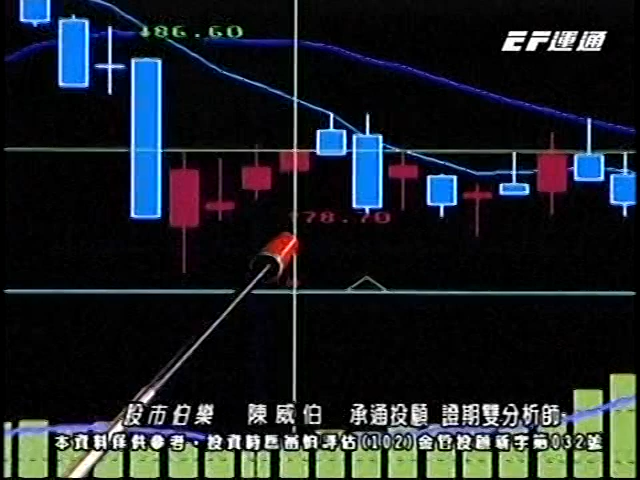 486.60
EF運通
478.70
股市伯樂 陳威伯 承通投顧 證期雙分析師
本資料僅供參考、投資時應審慎評估(102)金管投顧新字第032號